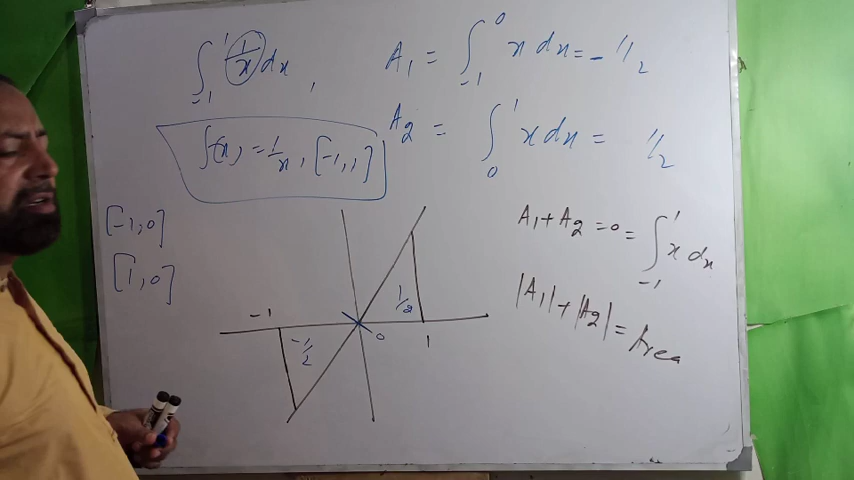 ∫₋₁¹ 1/x dx ,
f(x) = 1/x, [-1, 1]
A₁ = ∫₋₁⁰ x dx = - 1/2
A₂ = ∫₀¹ x dx = 1/2
[-1, 0]
[1, 0]
A₁ + A₂ = 0 = ∫₋₁¹ x dx
|A₁| + |A₂| = Area
1/2
-1
-1/2
0
1